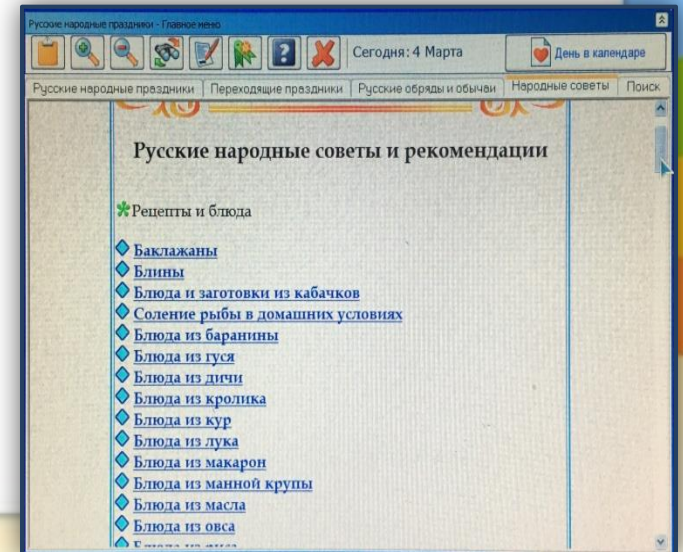 Русские народные праздники - Главное меню
Сегодня: 4 Марта
День в календаре
Русские народные праздники
Переходящие праздники
Русские обряды и обычаи
Народные советы
Поиск
Русские народные советы и рекомендации
Рецепты и блюда
Баклажаны
Блины
Блюда и заготовки из кабачков
Соление рыбы в домашних условиях
Блюда из баранины
Блюда из гуся
Блюда из дичи
Блюда из кролика
Блюда из кур
Блюда из лука
Блюда из макарон
Блюда из манной крупы
Блюда из масла
Блюда из овса